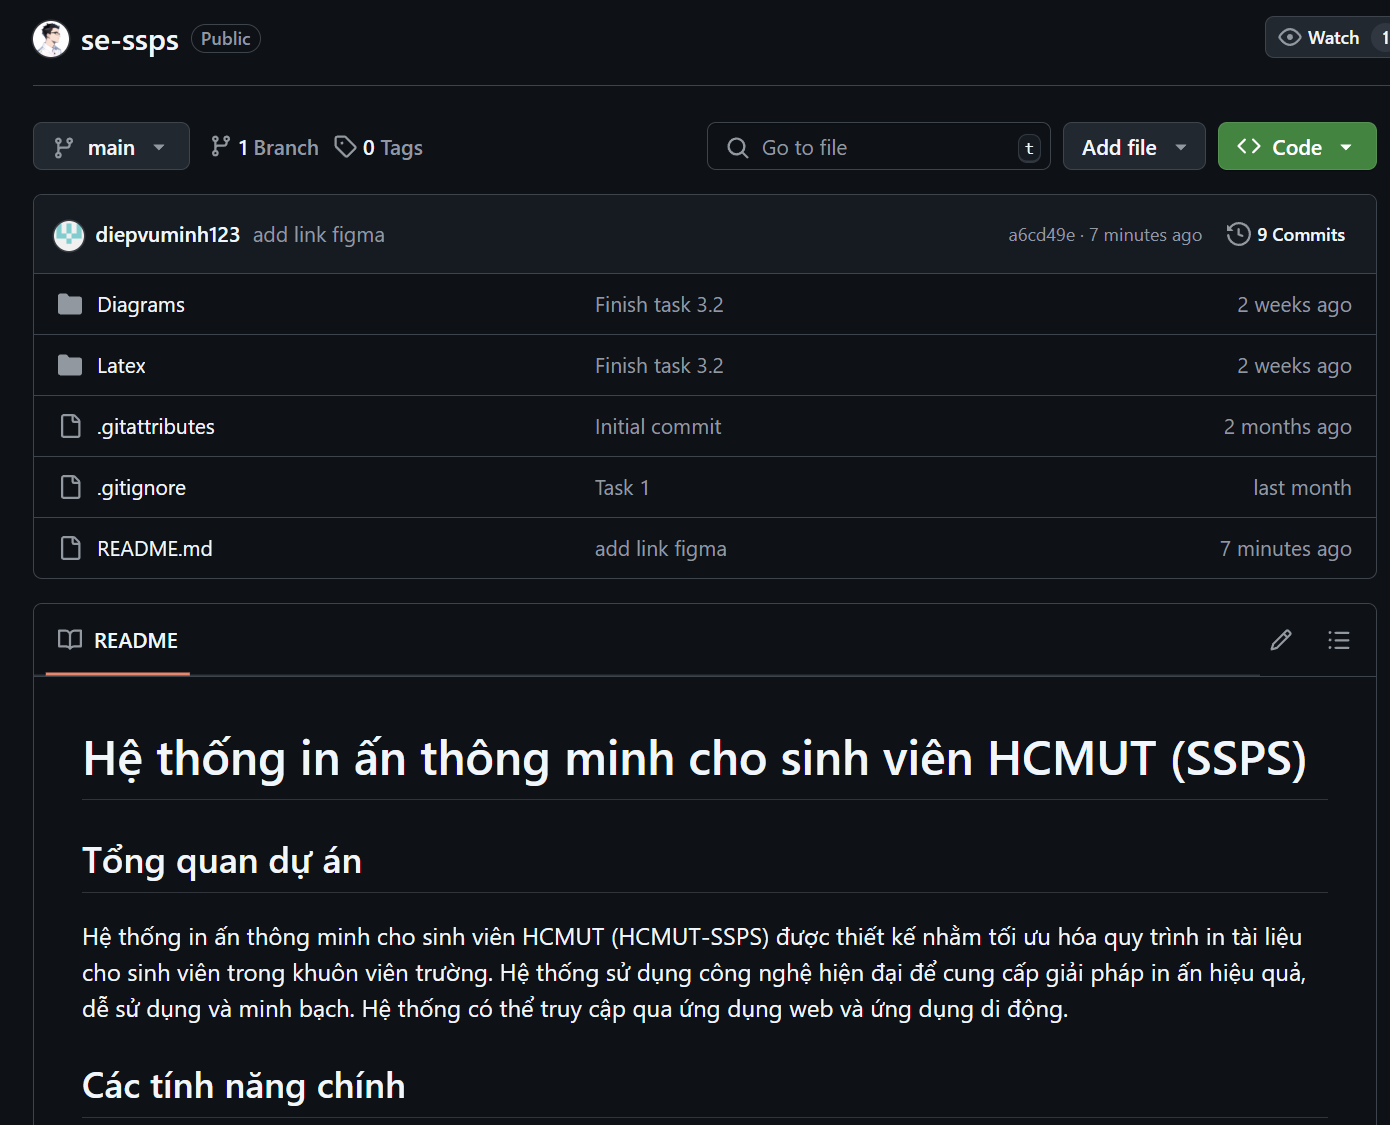 se-ssps Public Watch 1
main 1 Branch 0 Tags Go to file t Add file Code
diepvuminh123 add link figma a6cd49e · 7 minutes ago 9 Commits
Diagrams Finish task 3.2 2 weeks ago
Latex Finish task 3.2 2 weeks ago
.gitattributes Initial commit 2 months ago
.gitignore Task 1 last month
README.md add link figma 7 minutes ago
README
Hệ thống in ấn thông minh cho sinh viên HCMUT (SSPS)
Tổng quan dự án
Hệ thống in ấn thông minh cho sinh viên HCMUT (HCMUT-SSPS) được thiết kế nhằm tối ưu hóa quy trình in tài liệu
cho sinh viên trong khuôn viên trường. Hệ thống sử dụng công nghệ hiện đại để cung cấp giải pháp in ấn hiệu quả,
dễ sử dụng và minh bạch. Hệ thống có thể truy cập qua ứng dụng web và ứng dụng di động.
Các tính năng chính